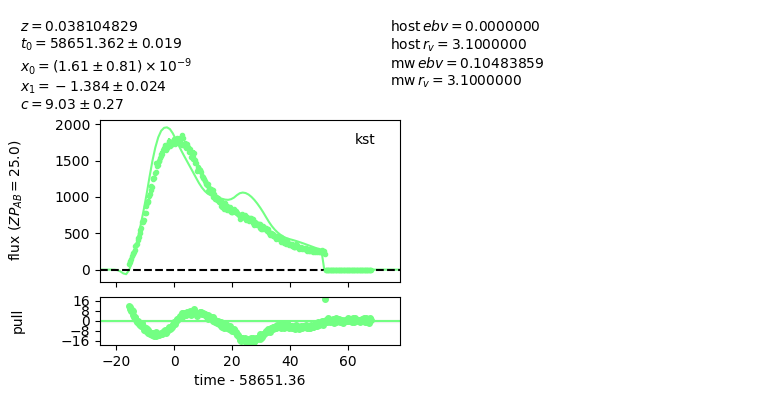 z = 0.038104829
t₀ = 58651.362 ± 0.019
x₀ = (1.61 ± 0.81) × 10⁻⁹
x₁ = −1.384 ± 0.024
c = 9.03 ± 0.27
host ebv = 0.0000000
host r_v = 3.1000000
mw ebv = 0.10483859
mw r_v = 3.1000000
kst
flux (ZP_AB = 25.0)
2000
1500
1000
500
0
pull
16
8
0
−8
−16
−20 0 20 40 60
time - 58651.36